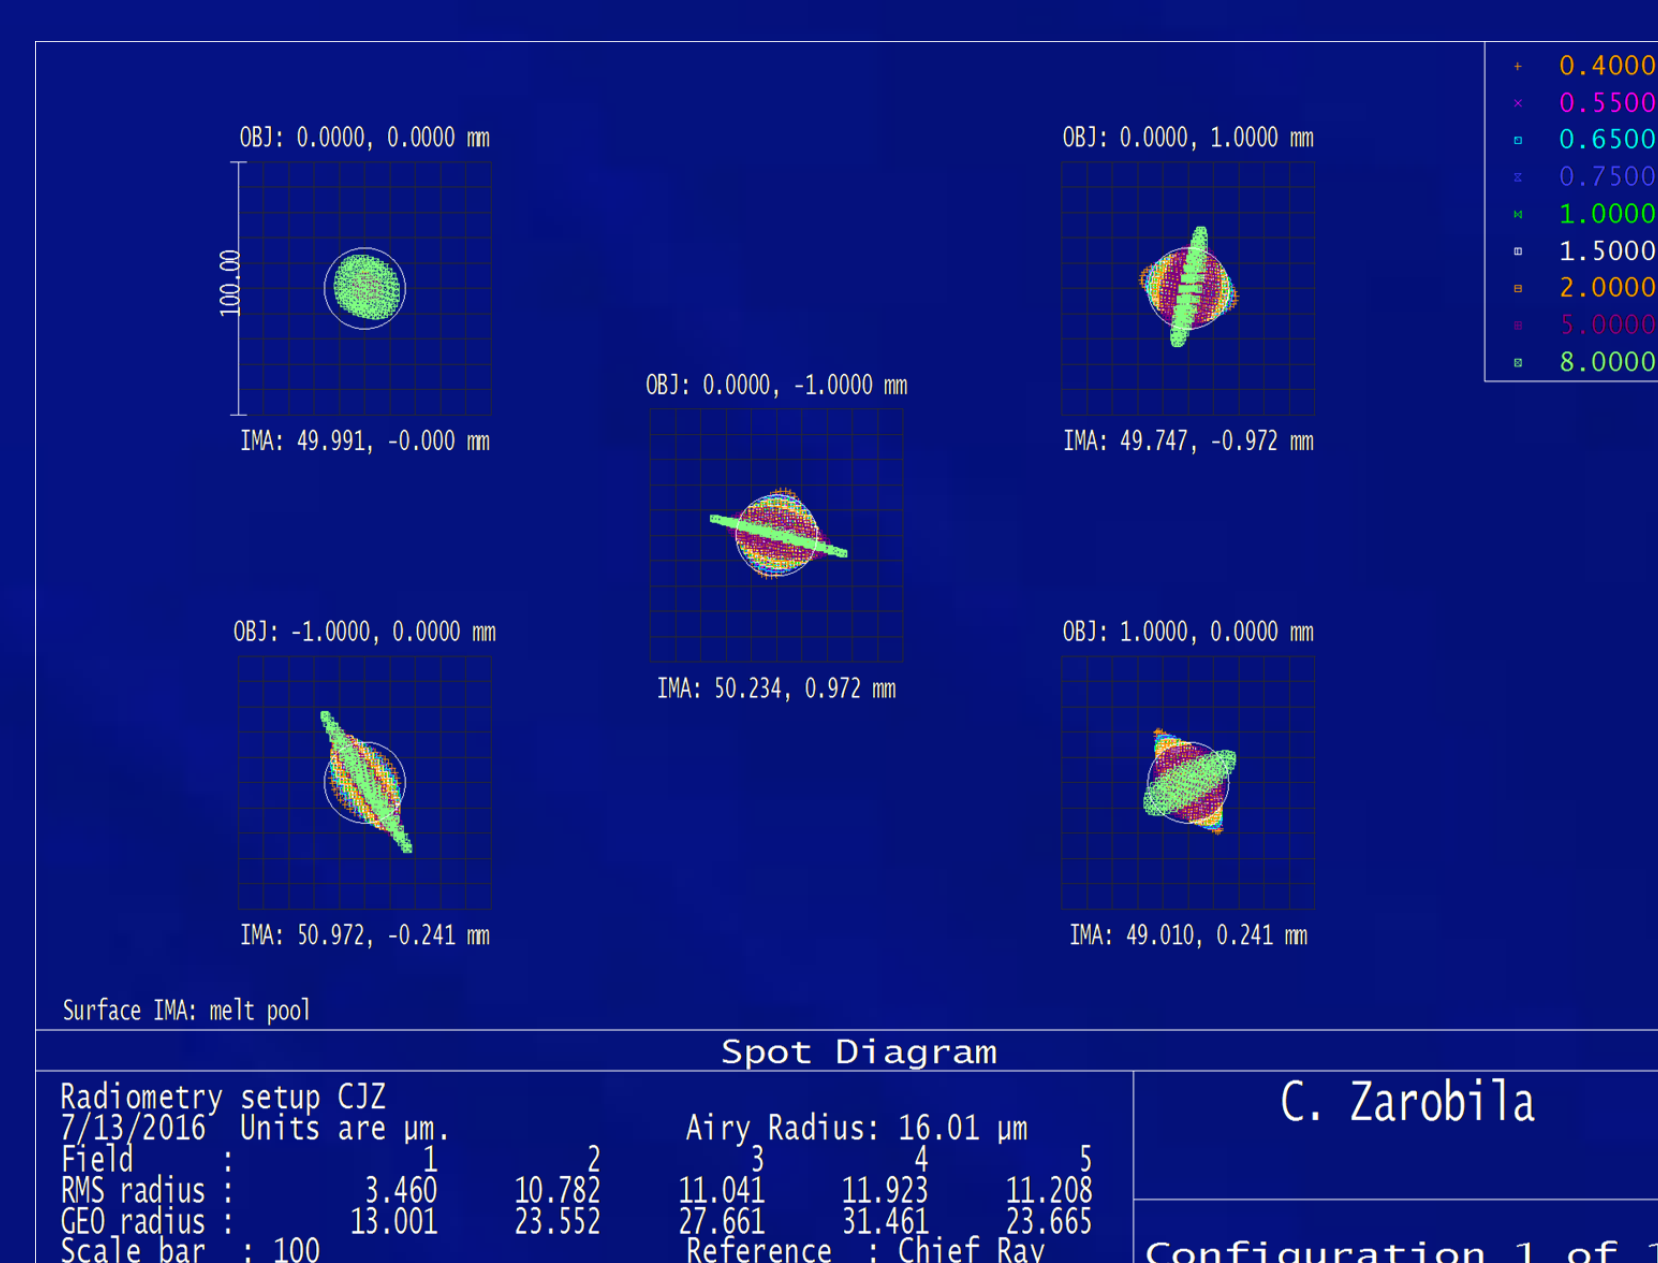 0.4000
0.5500
0.6500
0.7500
1.0000
1.5000
2.0000
5.0000
8.0000
OBJ: 0.0000, 0.0000 mm
OBJ: 0.0000, 1.0000 mm
100.00
IMA: 49.991, -0.000 mm
IMA: 49.747, -0.972 mm
OBJ: 0.0000, -1.0000 mm
IMA: 50.234, 0.972 mm
OBJ: -1.0000, 0.0000 mm
OBJ: 1.0000, 0.0000 mm
IMA: 50.972, -0.241 mm
IMA: 49.010, 0.241 mm
Surface IMA: melt pool
Spot Diagram
Radiometry setup CJZ
7/13/2016 Units are µm. Airy Radius: 16.01 µm
Field : 1 2 3 4 5
RMS radius : 3.460 10.782 11.041 11.923 11.208
GEO radius : 13.001 23.552 27.661 31.461 23.665
Scale bar : 100 Reference : Chief Ray
C. Zarobila
Configuration 1 of 1